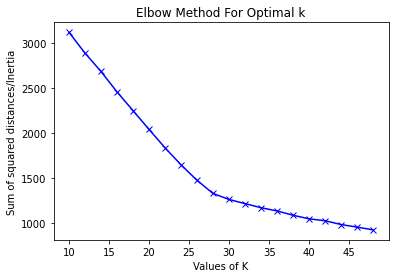 Elbow Method For Optimal k
Sum of squared distances/Inertia
3000
2500
2000
1500
1000
10 15 20 25 30 35 40 45
Values of K